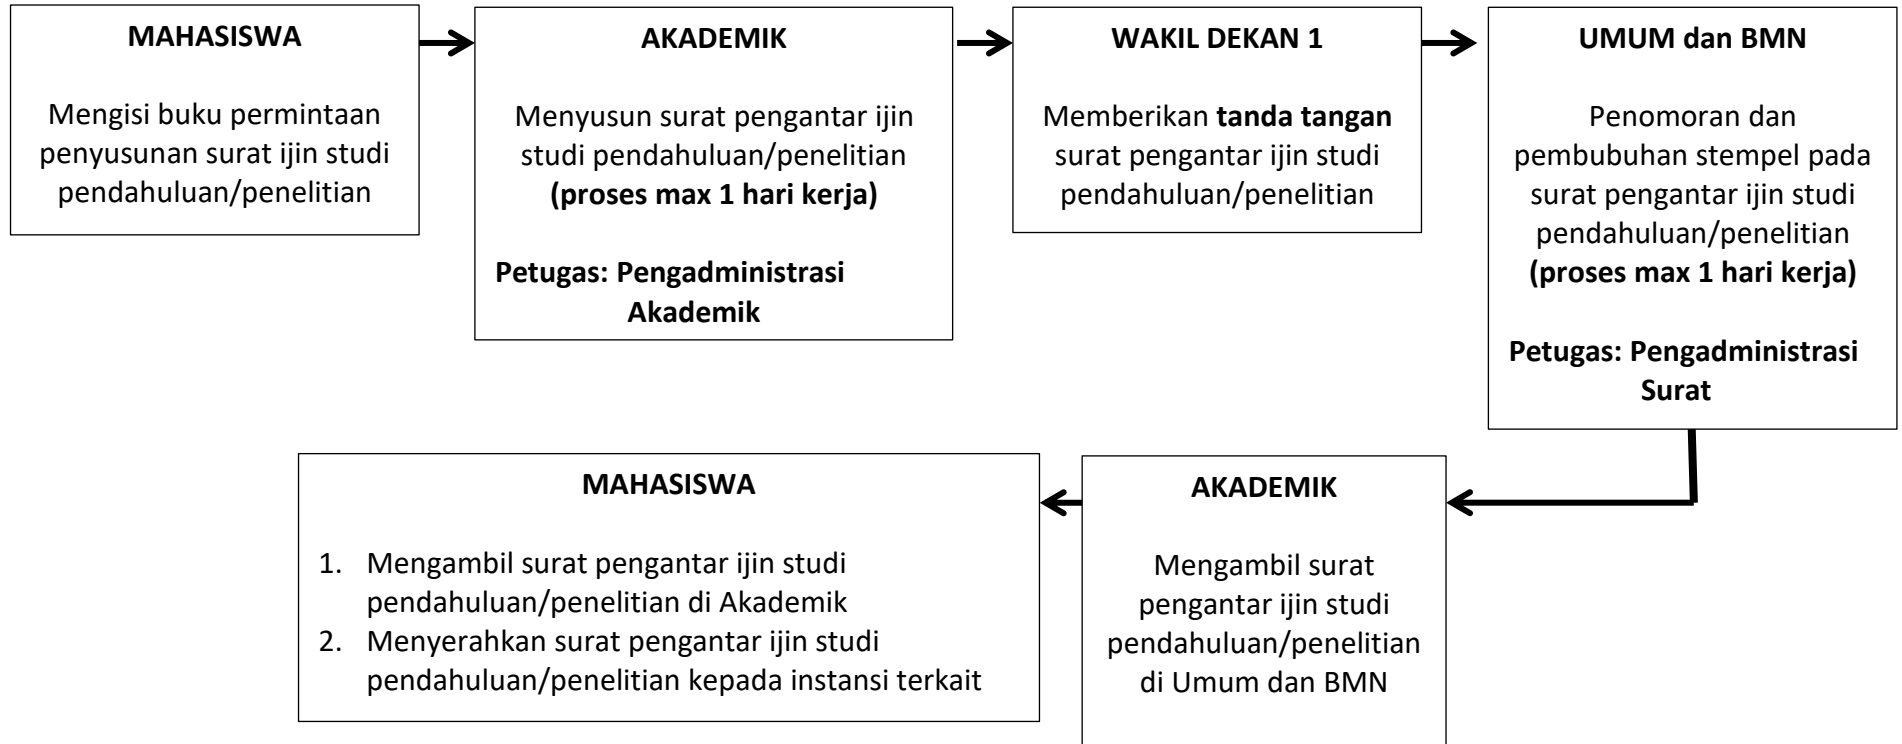 MAHASISWA
Mengisi buku permintaan
penyusunan surat ijin studi
pendahuluan/penelitian
AKADEMIK
Menyusun surat pengantar ijin
studi pendahuluan/penelitian
(proses max 1 hari kerja)
Petugas: Pengadministrasi
Akademik
WAKIL DEKAN 1
Memberikan tanda tangan
surat pengantar ijin studi
pendahuluan/penelitian
UMUM dan BMN
Penomoran dan
pembubuhan stempel pada
surat pengantar ijin studi
pendahuluan/penelitian
(proses max 1 hari kerja)
Petugas: Pengadministrasi
Surat
AKADEMIK
Mengambil surat
pengantar ijin studi
pendahuluan/penelitian
di Umum dan BMN
MAHASISWA
1. Mengambil surat pengantar ijin studi
pendahuluan/penelitian di Akademik
2. Menyerahkan surat pengantar ijin studi
pendahuluan/penelitian kepada instansi terkait